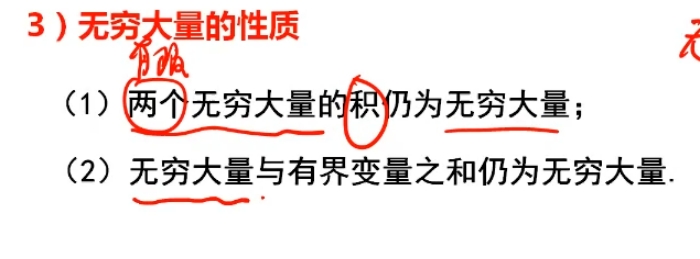 3）无穷大量的性质
有限
（1）两个无穷大量的积仍为无穷大量；
（2）无穷大量与有界变量之和仍为无穷大量.